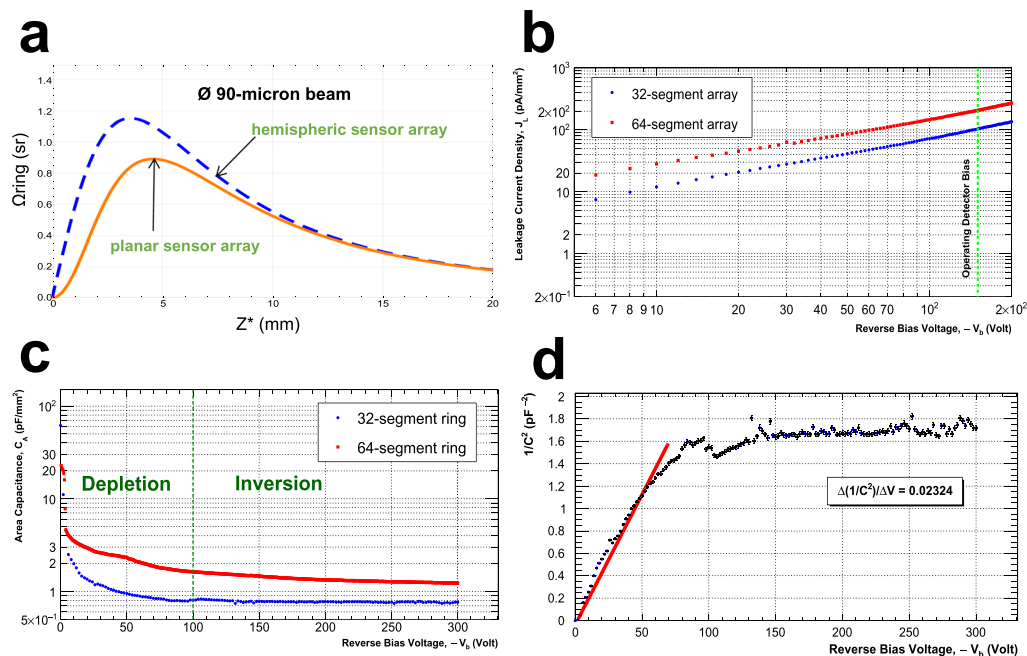 a
Ø 90-micron beam
hemispheric sensor array
planar sensor array
Ωring (sr)
1.4
1.2
1.0
0.8
0.6
0.4
0.2
0.0
0 5 10 15 20
Z* (mm)
b
Leakage Current Density, J_L (pA/mm²)
32-segment array
64-segment array
Operating Detector Bias
10³
2×10²
10²
20
10
2
1
2×10⁻¹
6 7 8 9 10 20 30 40 50 60 70 10² 2×10²
Reverse Bias Voltage, − V_b (Volt)
c
Area Capacitance, C_A (pF/mm²)
32-segment ring
64-segment ring
Depletion Inversion
10²
30
20
10
3
2
1
5×10⁻¹
0 50 100 150 200 250 300
Reverse Bias Voltage, − V_b (Volt)
d
1/C² (pF⁻²)
2
1.8
1.6
1.4
1.2
1
0.8
0.6
0.4
0.2
0
Δ(1/C²)/ΔV = 0.02324
0 50 100 150 200 250 300
Reverse Bias Voltage, − V_b (Volt)